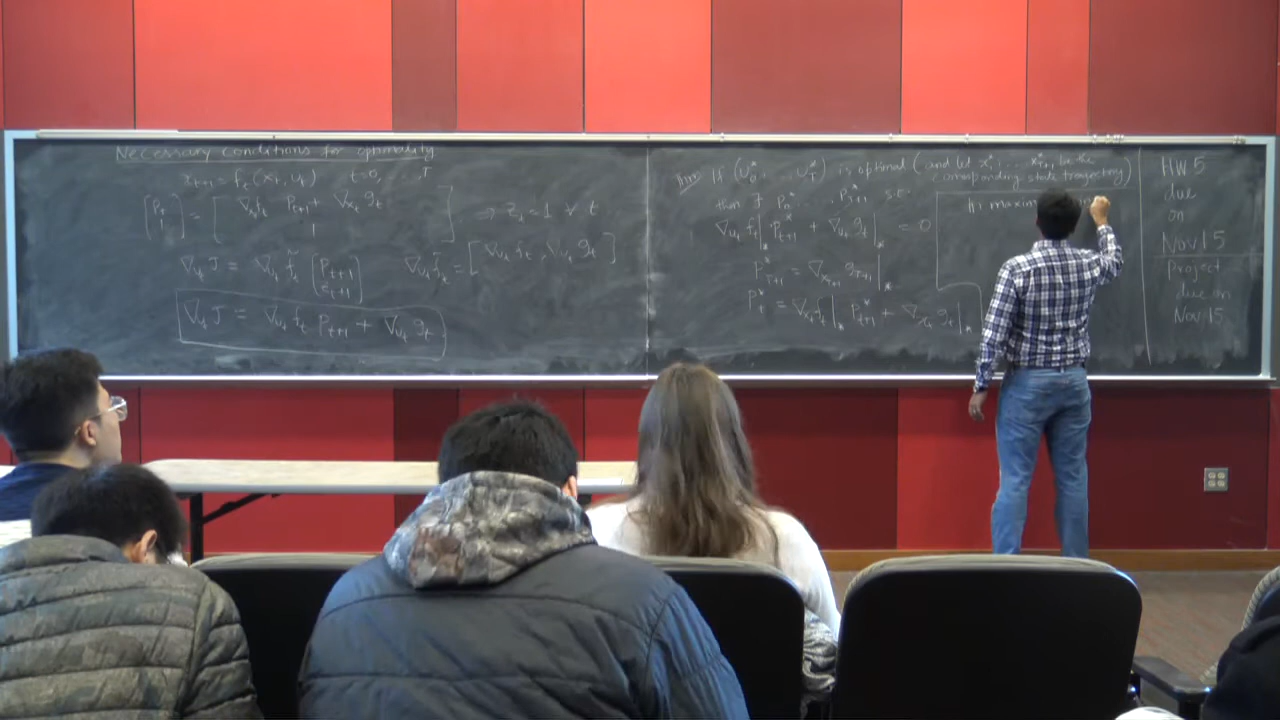 Necessary conditions for optimality
x_{t+1} = f_t(x_t, u_t)   t=0, ..., T
[P_t 1] = [∇_{x_t} f_t P_{t+1} + ∇_{x_t} g_t 1] ⇒ z_t = 1 ∀ t
∇_{u_t} J = ∇_{u_t} f̃_t [P_{t+1} z_{t+1}]   ∇_{u_t} f̃_t = [∇_{u_t} f_t, ∇_{u_t} g_t]
∇_{u_t} J = ∇_{u_t} f_t P_{t+1} + ∇_{u_t} g_t
Thm: If (u_0^*, ... u_T^*) is optimal (and let x_1^*, ... x_{T+1}^* be the
corresponding state trajectory)
then ∃ P_0^* ... P_{T+1}^* s.t.
∇_{u_t} f_t|_* P_{t+1}^* + ∇_{u_t} g_t|_* = 0
P_{T+1}^* = ∇_{x_{T+1}} g_{T+1}|_*
P_t^* = ∇_{x_t} f_t|_* P_{t+1}^* + ∇_{x_t} g_t|_*
HW 5
due
on
Nov 15
Project
due on
Nov 15